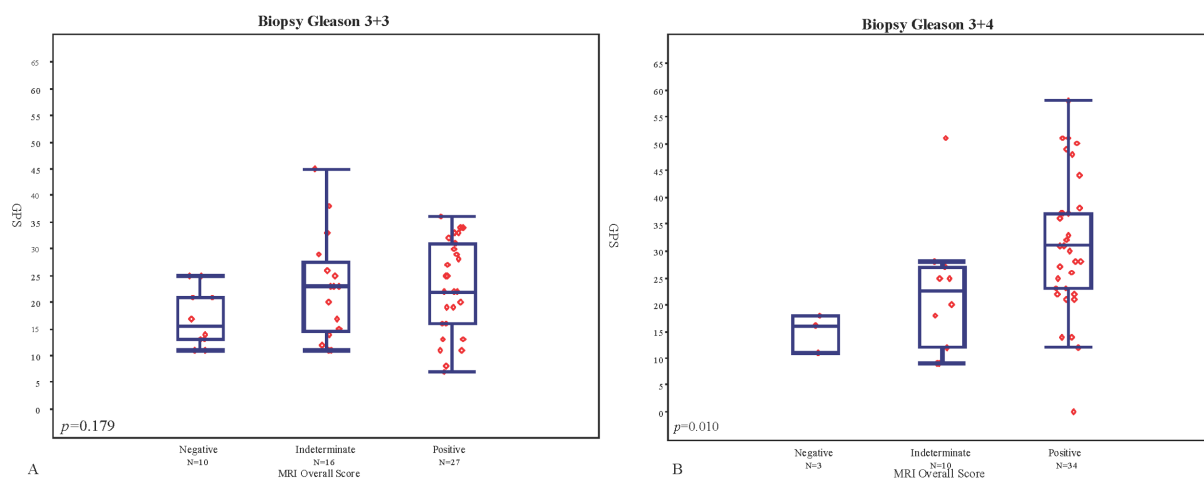 Biopsy Gleason 3+3
65
60
55
50
45
40
35
30
25
20
15
10
5
0
GPS
p=0.179
Negative Indeterminate Positive
N=10 N=16 N=27
MRI Overall Score
A
Biopsy Gleason 3+4
65
60
55
50
45
40
35
30
25
20
15
10
5
0
GPS
p=0.010
Negative Indeterminate Positive
N=3 N=10 N=34
MRI Overall Score
B